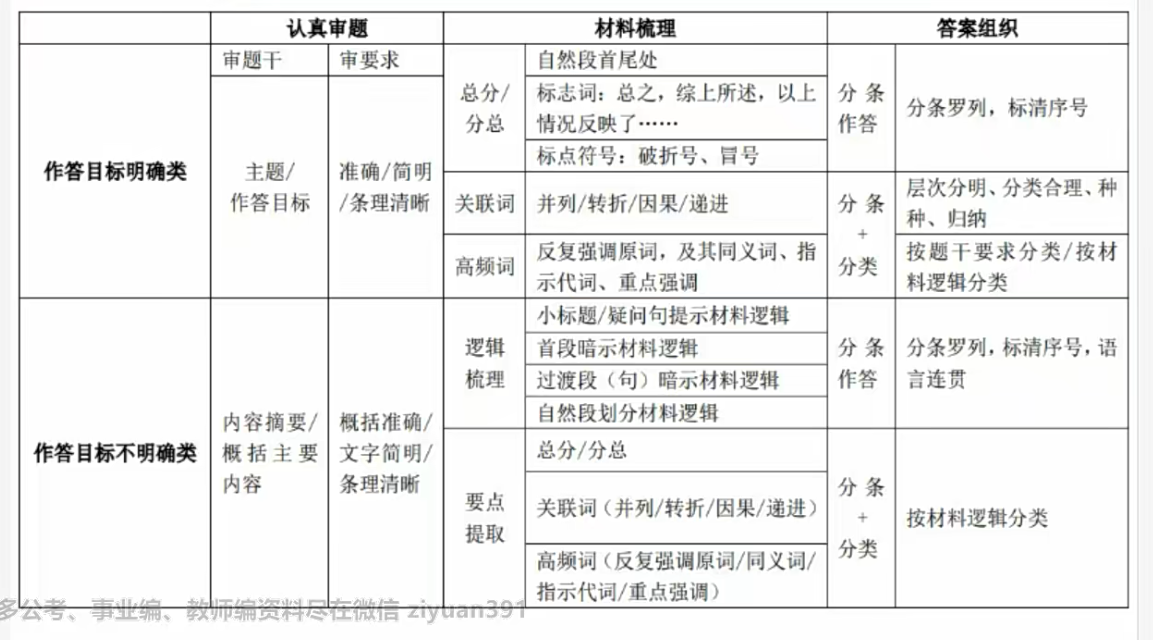 认真审题
材料梳理
答案组织
作答目标明确类
审题干
审要求
主题/
作答目标
准确/简明
/条理清晰
总分/
分总
自然段首尾处
标志词：总之，综上所述，以上
情况反映了……
标点符号：破折号、冒号
分条
作答
分条罗列，标清序号
关联词
并列/转折/因果/递进
高频词
反复强调原词，及其同义词、指
示代词、重点强调
分条
+
分类
层次分明、分类合理、种
种、归纳
按题干要求分类/按材
料逻辑分类
作答目标不明确类
内容摘要/
概括主要
内容
概括准确/
文字简明/
条理清晰
逻辑
梳理
小标题/疑问句提示材料逻辑
首段暗示材料逻辑
过渡段（句）暗示材料逻辑
自然段划分材料逻辑
分条
作答
分条罗列，标清序号，语
言连贯
要点
提取
总分/分总
关联词（并列/转折/因果/递进）
高频词（反复强调原词/同义词/
指示代词/重点强调）
分条
+
分类
按材料逻辑分类
多公考、事业编、教师编资料尽在微信 ziyuan391